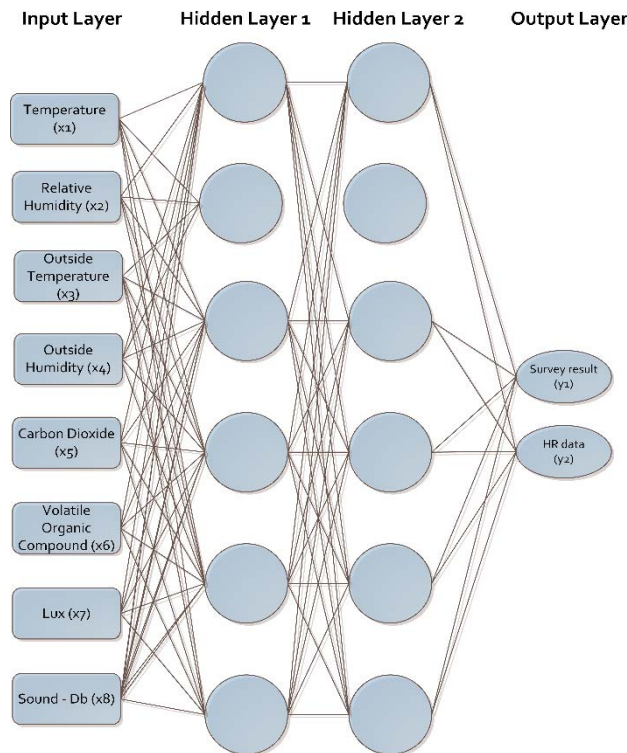 Input Layer Hidden Layer 1 Hidden Layer 2 Output Layer
Temperature
(x1)
Relative
Humidity (x2)
Outside
Temperature
(x3)
Outside
Humidity (x4)
Carbon Dioxide
(x5)
Volatile
Organic
Compound (x6)
Lux (x7)
Sound - Db (x8)
Survey result
(y1)
HR data
(y2)